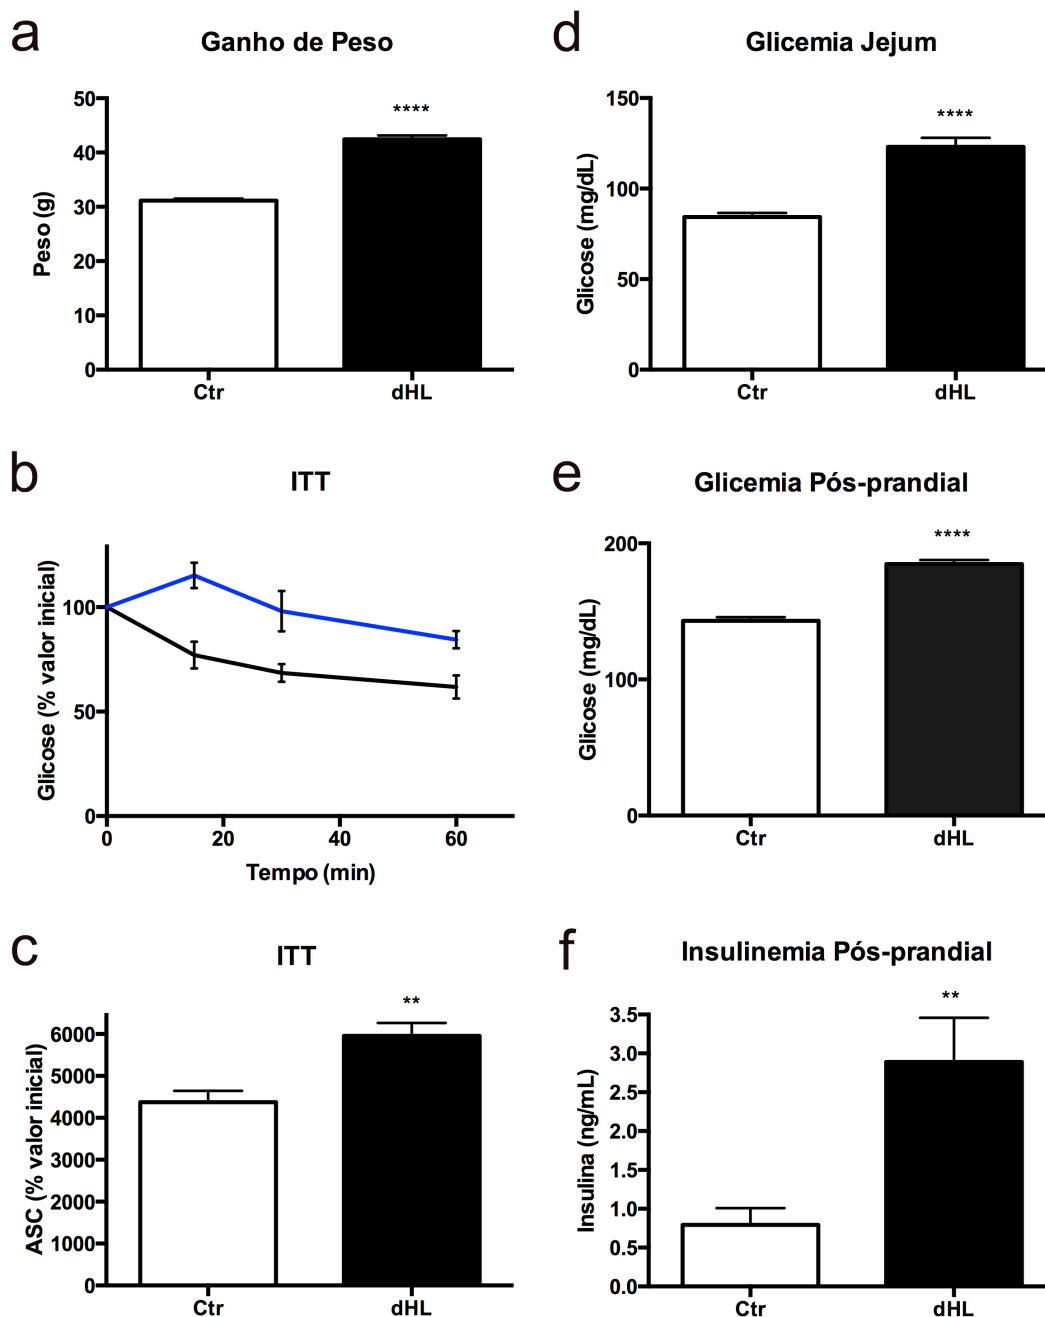 a
Ganho de Peso
Peso (g)
50
40
30
20
10
0
****
Ctr
dHL
d
Glicemia Jejum
Glicose (mg/dL)
150
100
50
0
****
Ctr
dHL
b
ITT
Glicose (% valor inicial)
100
50
0
0
20
40
60
Tempo (min)
e
Glicemia Pós-prandial
Glicose (mg/dL)
200
100
0
****
Ctr
dHL
c
ITT
ASC (% valor inicial)
6000
5000
4000
3000
2000
1000
0
**
Ctr
dHL
f
Insulinemia Pós-prandial
Insulina (ng/mL)
3.5
3.0
2.5
2.0
1.5
1.0
0.5
0.0
**
Ctr
dHL